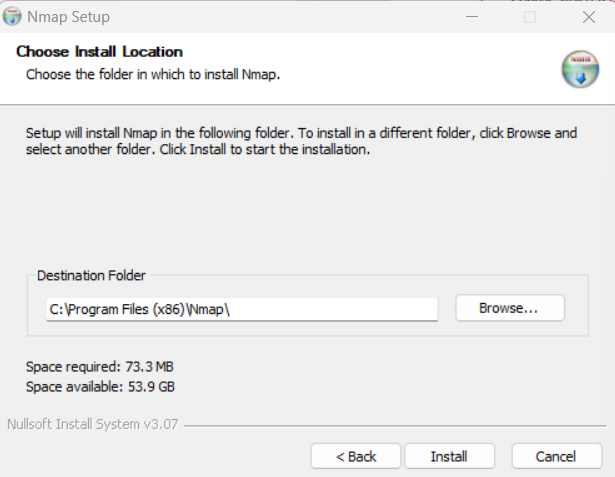 Nmap Setup
Choose Install Location
Choose the folder in which to install Nmap.
Setup will install Nmap in the following folder. To install in a different folder, click Browse and
select another folder. Click Install to start the installation.
Destination Folder
C:\Program Files (x86)\Nmap\
Browse...
Space required: 73.3 MB
Space available: 53.9 GB
Nullsoft Install System v3.07
< Back
Install
Cancel